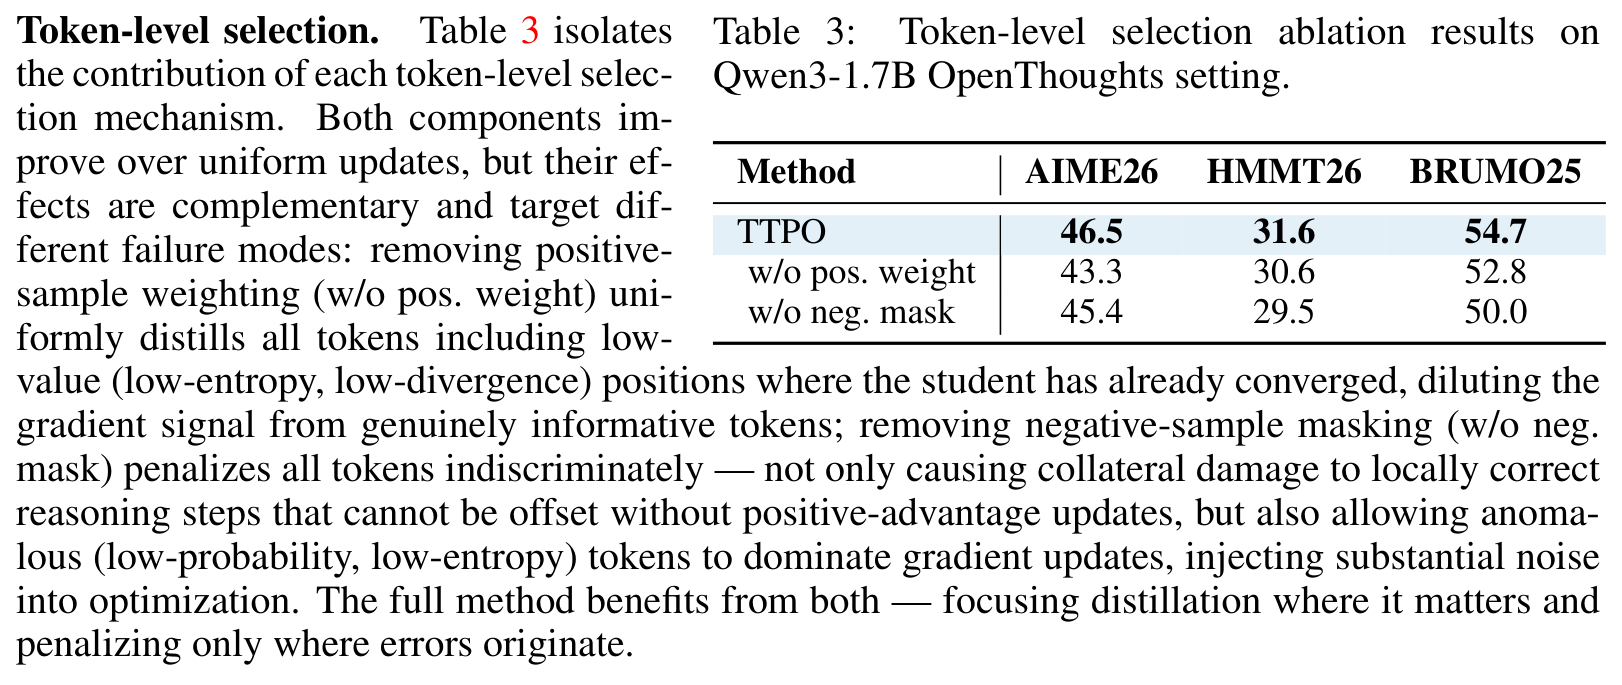 Token-level selection. Table 3 isolates
the contribution of each token-level selec-
tion mechanism. Both components im-
prove over uniform updates, but their ef-
fects are complementary and target dif-
ferent failure modes: removing positive-
sample weighting (w/o pos. weight) uni-
formly distills all tokens including low-
value (low-entropy, low-divergence) positions where the student has already converged, diluting the
gradient signal from genuinely informative tokens; removing negative-sample masking (w/o neg.
mask) penalizes all tokens indiscriminately — not only causing collateral damage to locally correct
reasoning steps that cannot be offset without positive-advantage updates, but also allowing anoma-
lous (low-probability, low-entropy) tokens to dominate gradient updates, injecting substantial noise
into optimization. The full method benefits from both — focusing distillation where it matters and
penalizing only where errors originate.
Table 3: Token-level selection ablation results on
Qwen3-1.7B OpenThoughts setting.
Method AIME26 HMMT26 BRUMO25
TTPO 46.5 31.6 54.7
w/o pos. weight 43.3 30.6 52.8
w/o neg. mask 45.4 29.5 50.0